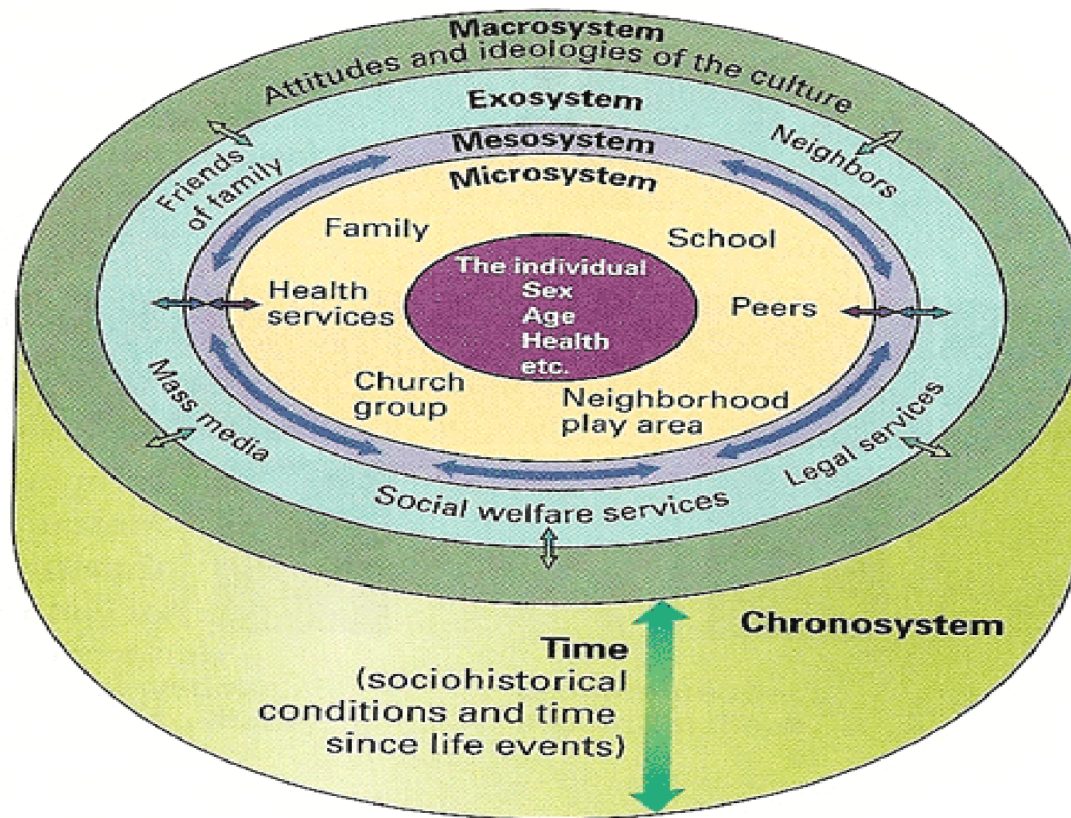 Macrosystem
Attitudes and ideologies of the culture
Exosystem
Mesosystem
Microsystem
Friends
of family
Neighbors
Family
School
The individual
Sex
Age
Health
etc.
Health
services
Peers
Church
group
Neighborhood
play area
Mass media
Legal services
Social welfare services
Chronosystem
Time
(sociohistorical
conditions and time
since life events)